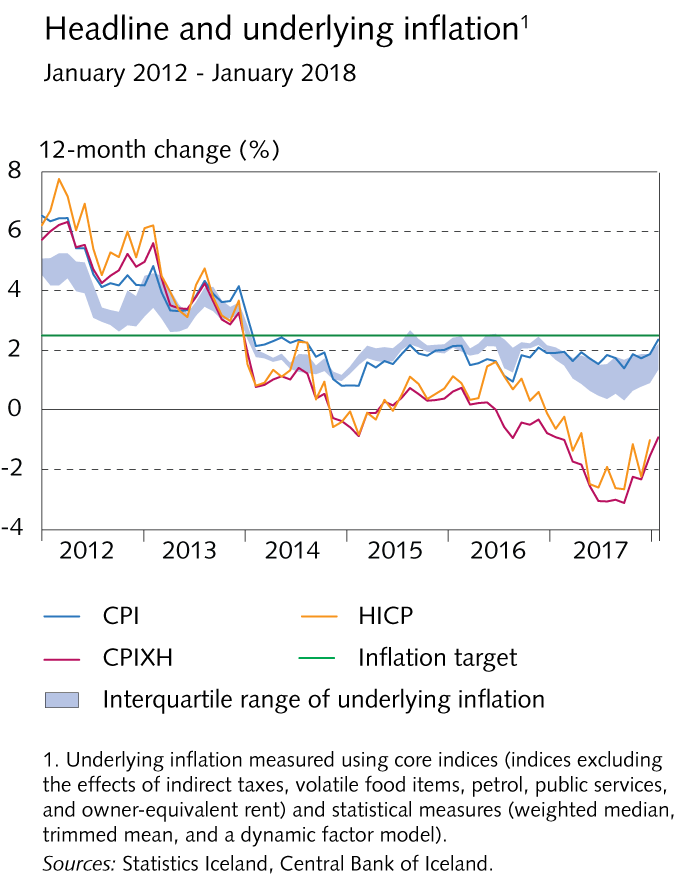 Headline and underlying inflation¹
January 2012 - January 2018
12-month change (%)
8
6
4
2
0
-2
-4
2012 2013 2014 2015 2016 2017
CPI HICP
CPIXH Inflation target
Interquartile range of underlying inflation
1. Underlying inflation measured using core indices (indices excluding
the effects of indirect taxes, volatile food items, petrol, public services,
and owner-equivalent rent) and statistical measures (weighted median,
trimmed mean, and a dynamic factor model).
Sources: Statistics Iceland, Central Bank of Iceland.